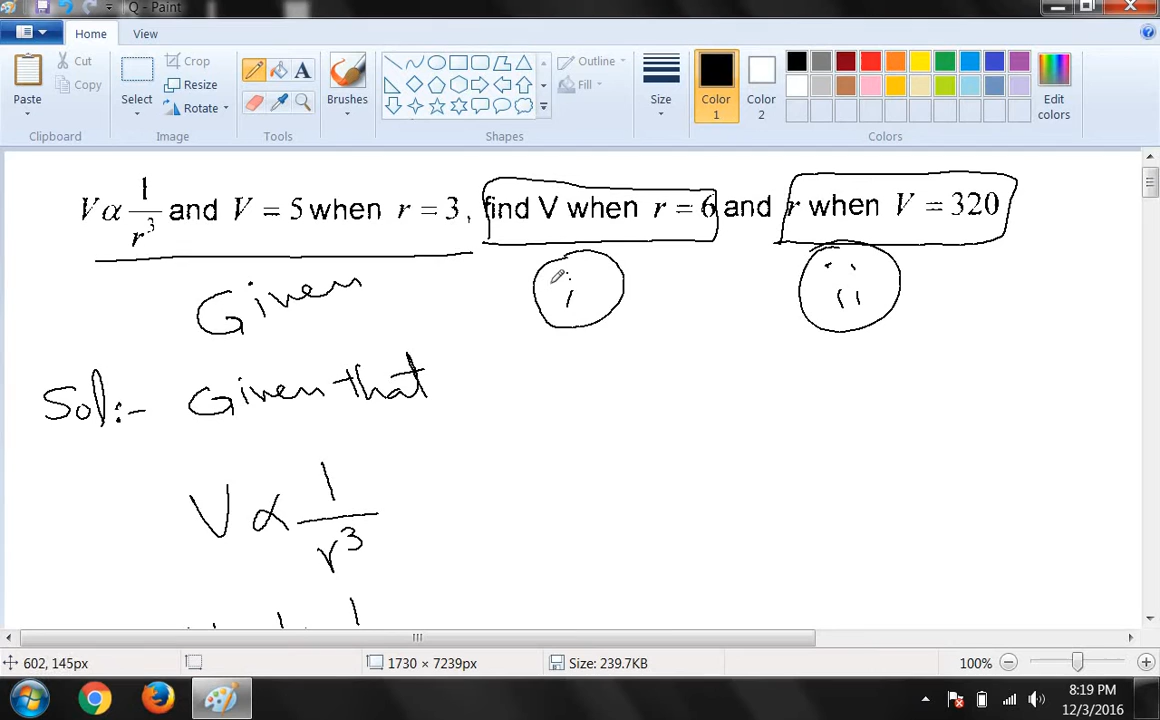 Q - Paint
Home View
Paste
Cut
Copy
Clipboard
Select
Crop
Resize
Rotate
Image
Tools
Brushes
Shapes
Outline
Fill
Size
Color 1
Color 2
Edit colors
Colors
V α 1/r³ and V = 5 when r = 3, find V when r = 6 and r when V = 320
Given i ii
Sol:- Given that
V ∝ 1/r³
602, 145px
1730 × 7239px
Size: 239.7KB
100%
8:19 PM
12/3/2016